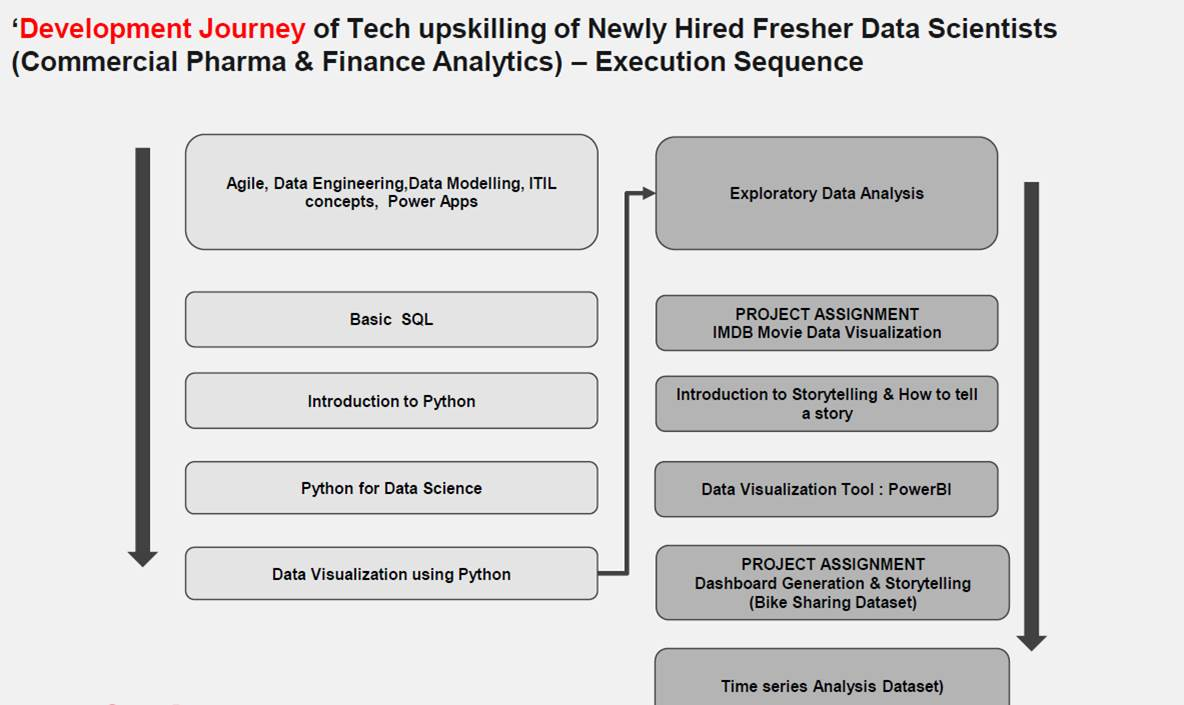 ‘Development Journey of Tech upskilling of Newly Hired Fresher Data Scientists
(Commercial Pharma & Finance Analytics) – Execution Sequence
Agile, Data Engineering,Data Modelling, ITIL
concepts, Power Apps
Basic SQL
Introduction to Python
Python for Data Science
Data Visualization using Python
Exploratory Data Analysis
PROJECT ASSIGNMENT
IMDB Movie Data Visualization
Introduction to Storytelling & How to tell
a story
Data Visualization Tool : PowerBI
PROJECT ASSIGNMENT
Dashboard Generation & Storytelling
(Bike Sharing Dataset)
Time series Analysis Dataset)